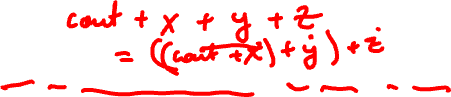 cout + x + y + z
= ((cout + x) + y) + z